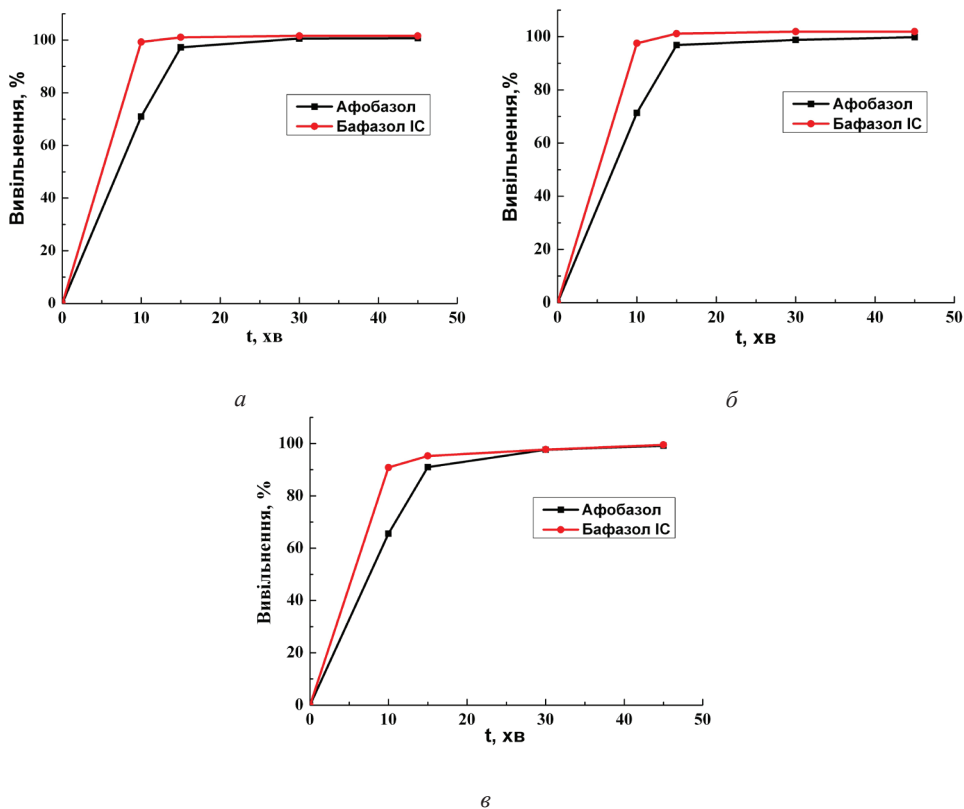 Вивільнення, %
100
80
60
40
20
0
0 10 20 30 40 50
t, хв
Афобазол
Бафазол ІС
а
Вивільнення,%
100
80
60
40
20
0
0 10 20 30 40 50
t, хв
Афобазол
Бафазол ІС
б
Вивільнення, %
100
80
60
40
20
0
0 10 20 30 40 50
t, хв
Афобазол
Бафазол ІС
в